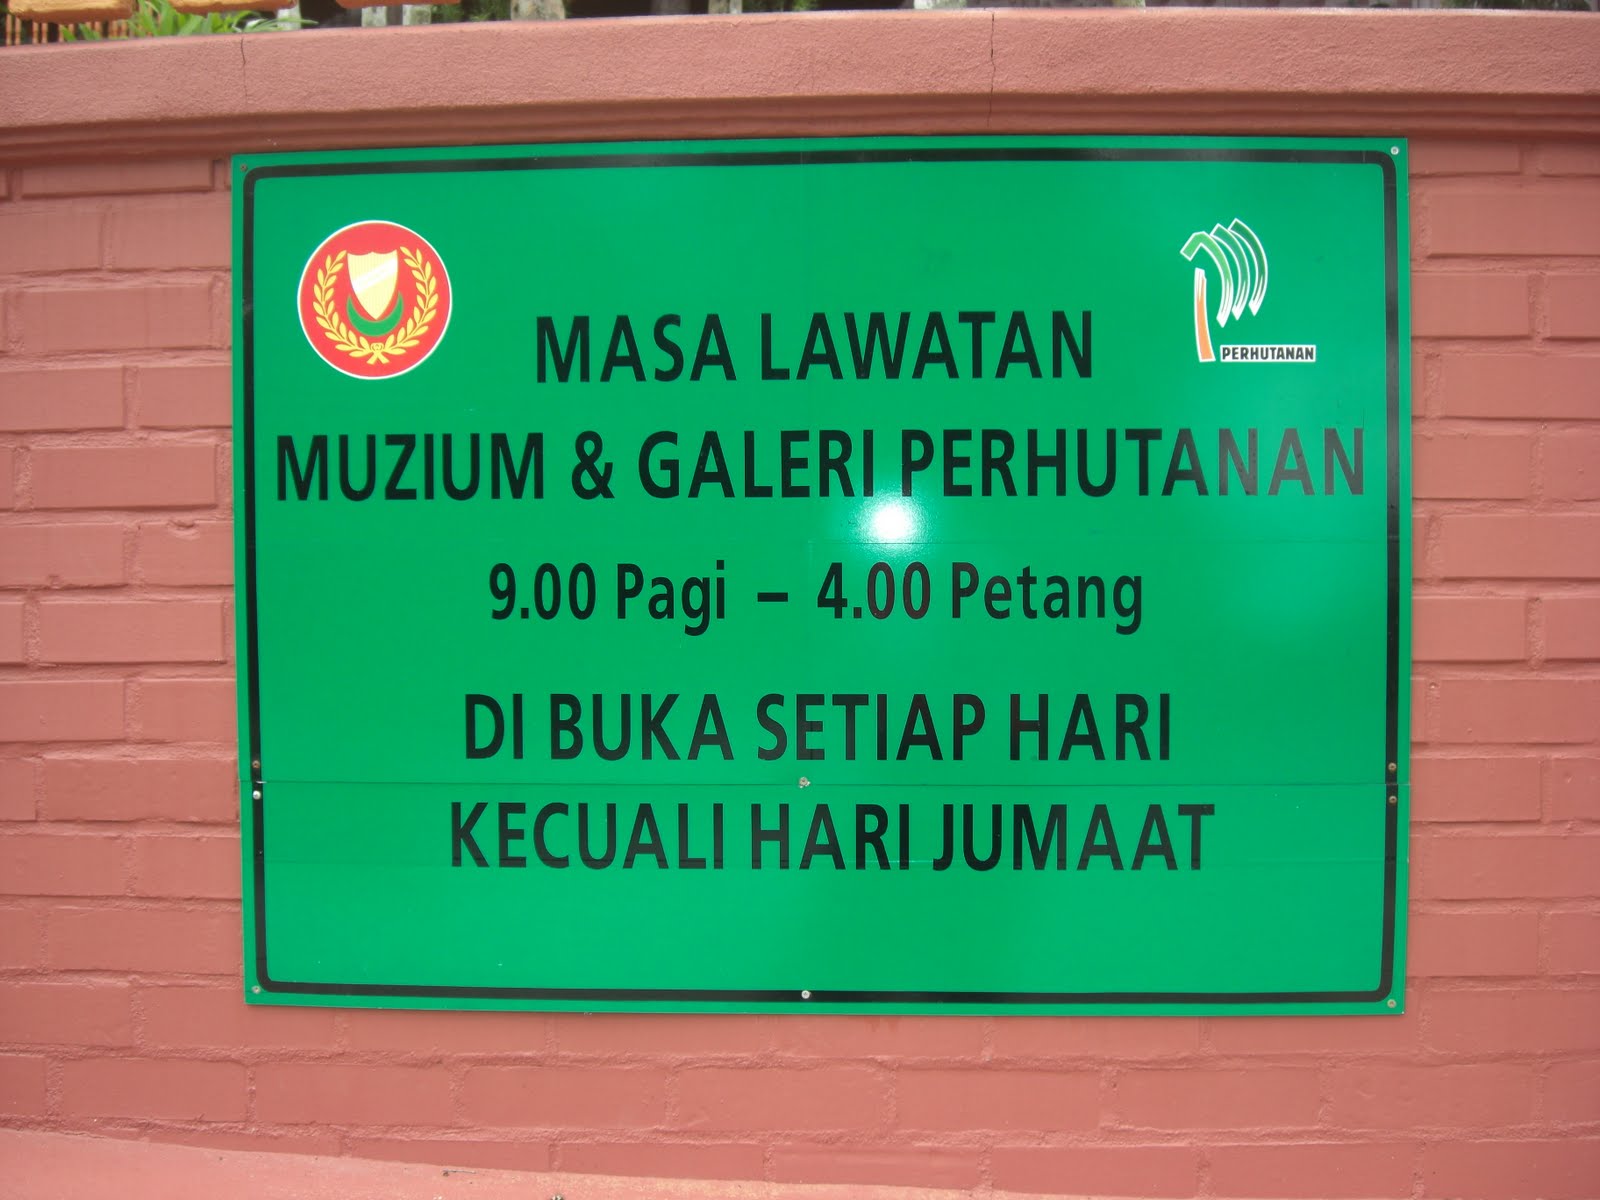 PERHUTANAN
MASA LAWATAN
MUZIUM & GALERI PERHUTANAN
9.00 Pagi – 4.00 Petang
DI BUKA SETIAP HARI
KECUALI HARI JUMAAT